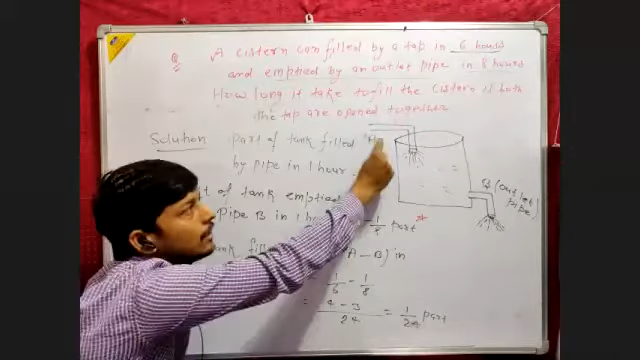 Q. A cistern can filled by a tap in 6 hours
and emptied by an outlet pipe in 8 hours
How long it take to fill the cistern is both
the tap are opened together
Solution Part of tank filled
by pipe in 1 hour
of tank emptied
pipe B in 1 h 1/8 part
B (outlet pipe)
tank fille A - B) in
1/6 - 1/8
= 4 - 3 / 24 = 1/24 part